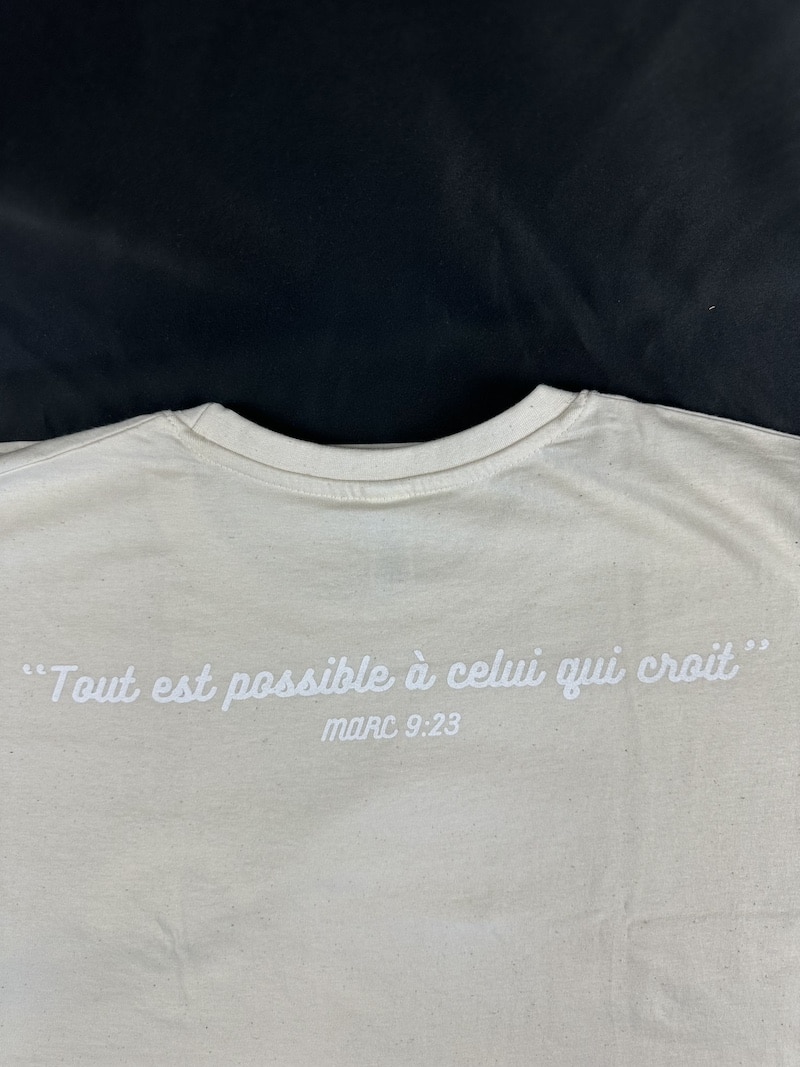 “Tout est possible à celui qui croit”
MARC 9:23